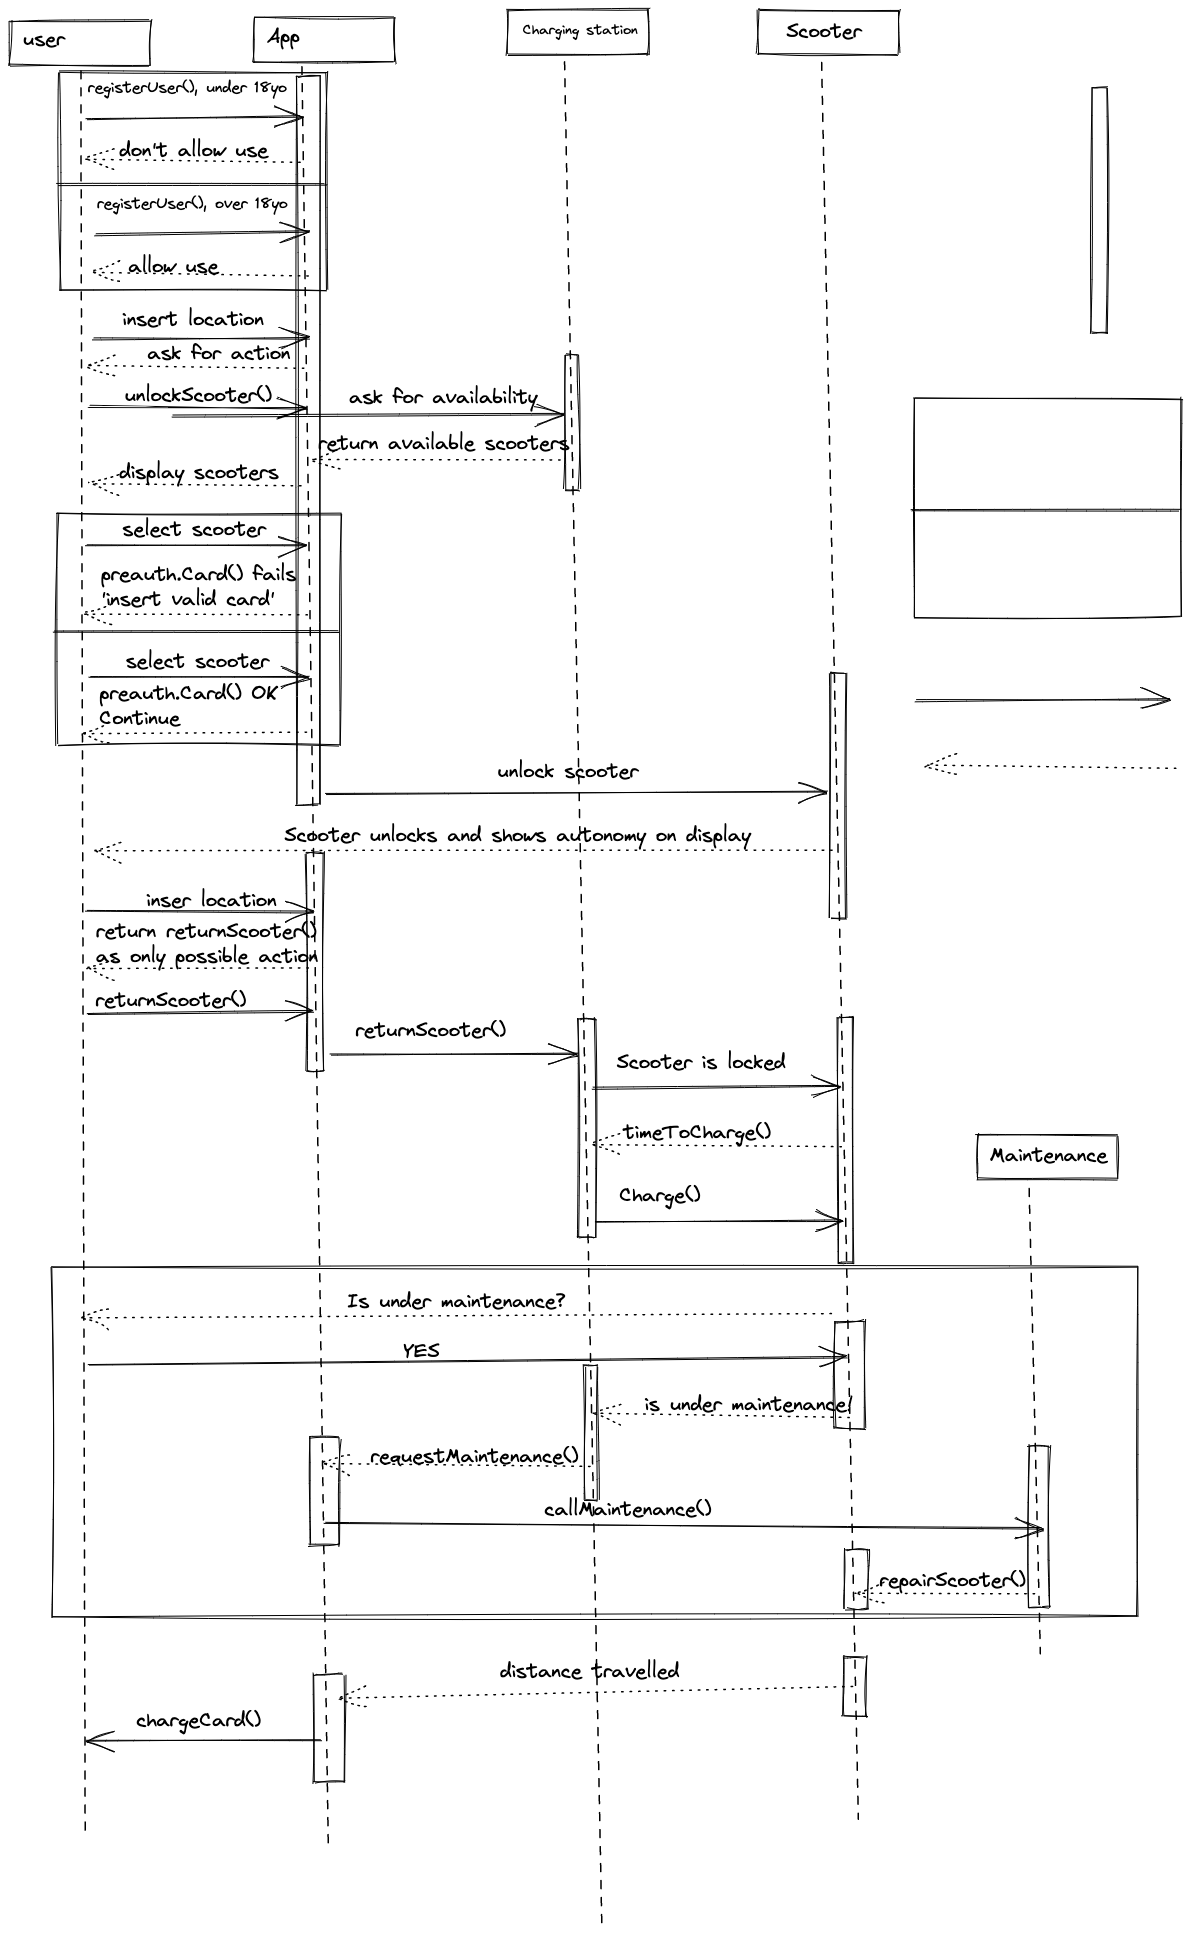 user
App
Charging station
Scooter
registerUser(), under 18yo
don't allow use
registerUser(), over 18yo
allow use
insert location
ask for action
unlockScooter()
ask for availability
return available scooters
display scooters
select scooter
preauth.Card() fails
'insert valid card'
select scooter
preauth.Card() OK
Continue
unlock scooter
Scooter unlocks and shows autonomy on display
inser location
return returnScooter()
as only possible action
returnScooter()
returnScooter()
Scooter is locked
timeToCharge()
Maintenance
Charge()
Is under maintenance?
YES
is under maintenance!
requestMaintenance()
callMaintenance()
repairScooter()
distance travelled
chargeCard()